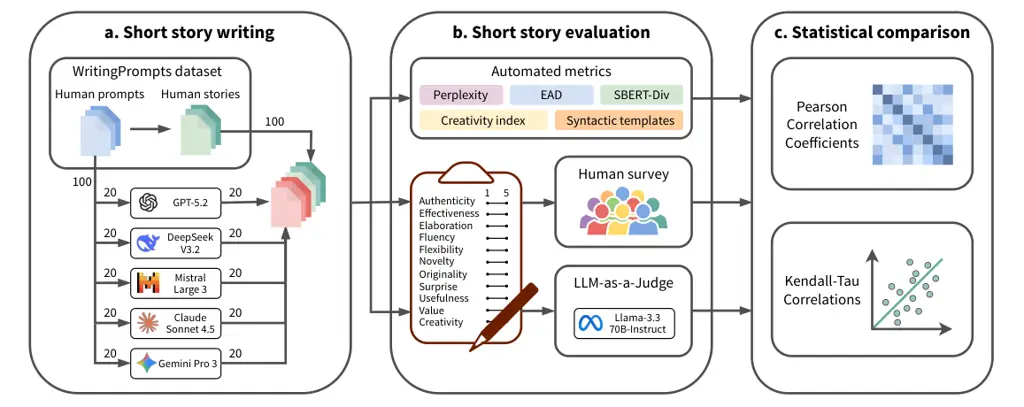 a. Short story writing
WritingPrompts dataset
Human prompts
Human stories
100
100
20
GPT-5.2
20
20
DeepSeek
V3.2
20
20
Mistral
Large 3
20
20
Claude
Sonnet 4.5
20
20
Gemini Pro 3
20
b. Short story evaluation
Automated metrics
Perplexity
EAD
SBERT-Div
Creativity index
Syntactic templates
1 5
Authenticity
Effectiveness
Elaboration
Fluency
Flexibility
Novelty
Originality
Surprise
Usefulness
Value
Creativity
Human survey
LLM-as-a-Judge
Llama-3.3
70B-Instruct
c. Statistical comparison
Pearson
Correlation
Coefficients
Kendall-Tau
Correlations